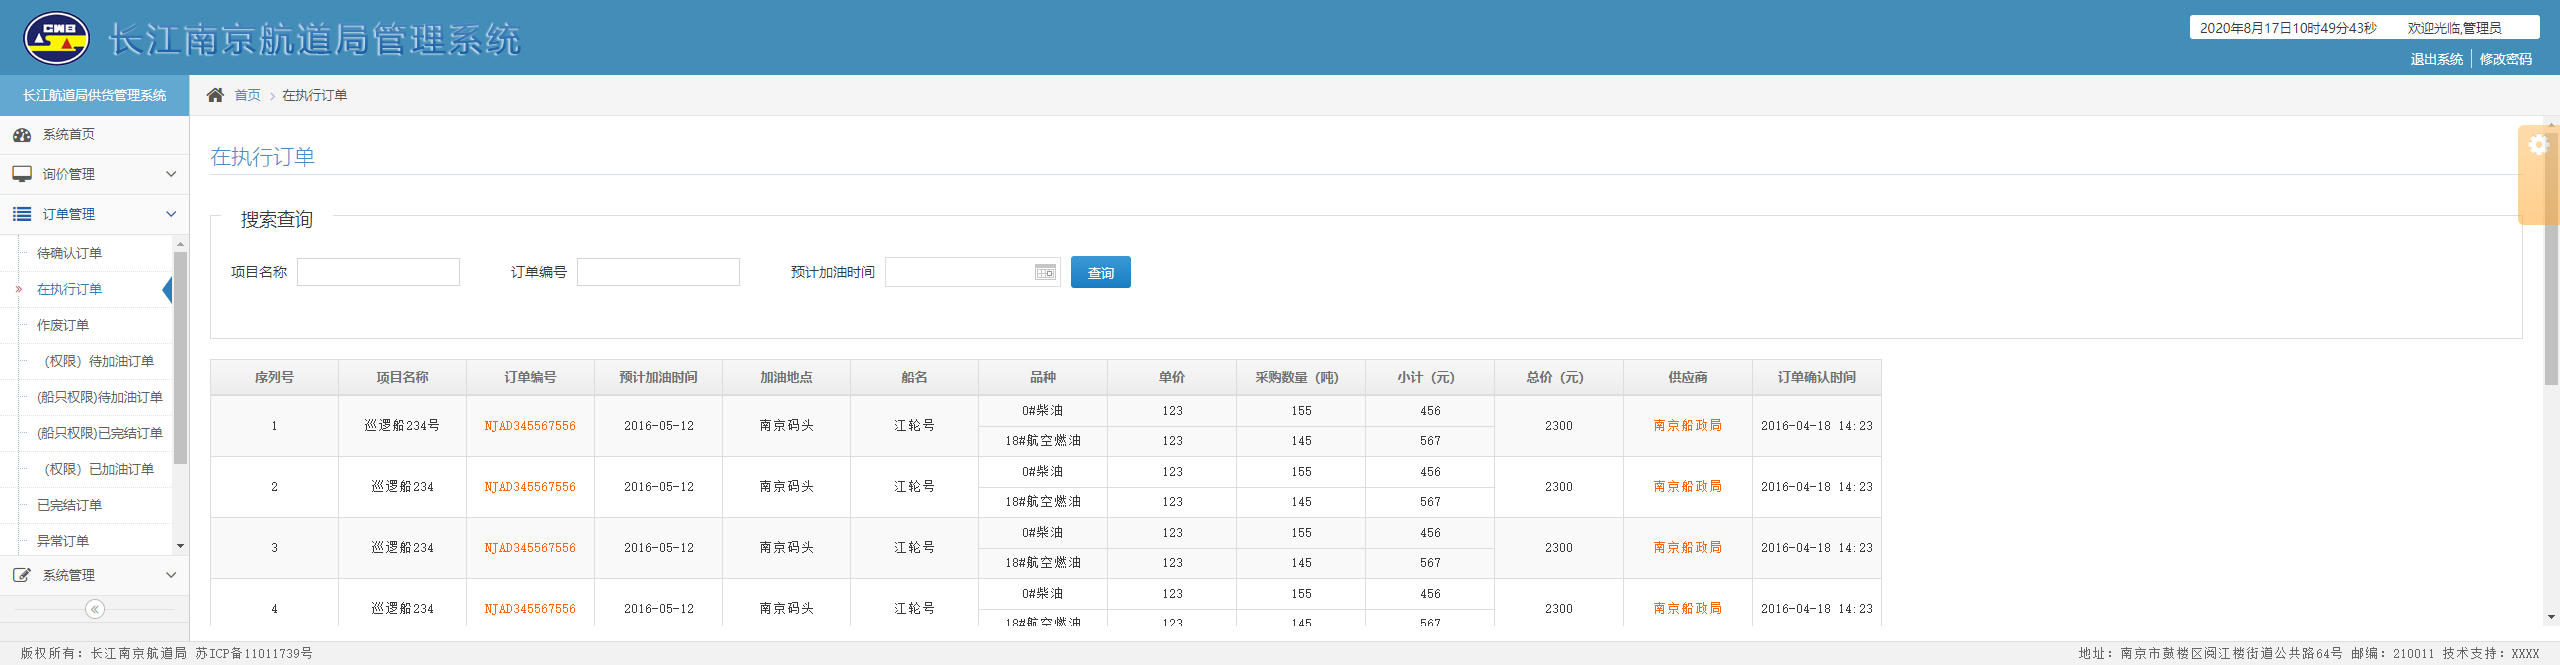 CWB 长江南京航道局管理系统
2020年8月17日10时49分43秒 欢迎光临,管理员
退出系统 修改密码
长江航道局供货管理系统
首页 在执行订单
系统首页
询价管理
订单管理
待确认订单
在执行订单
作废订单
（权限）待加油订单
(船只权限)待加油订单
(船只权限)已完结订单
（权限）已加油订单
已完结订单
异常订单
系统管理
在执行订单
搜索查询
项目名称 订单编号 预计加油时间 查询
序列号 项目名称 订单编号 预计加油时间 加油地点 船名 品种 单价 采购数量（吨） 小计（元） 总价（元） 供应商 订单确认时间
0#柴油 123 155 456
1 巡逻船234号 NJAD345567556 2016-05-12 南京码头 江轮号 2300 南京船政局 2016-04-18 14:23
18#航空燃油 123 145 567
0#柴油 123 155 456
2 巡逻船234 NJAD345567556 2016-05-12 南京码头 江轮号 2300 南京船政局 2016-04-18 14:23
18#航空燃油 123 145 567
0#柴油 123 155 456
3 巡逻船234 NJAD345567556 2016-05-12 南京码头 江轮号 2300 南京船政局 2016-04-18 14:23
18#航空燃油 123 145 567
0#柴油 123 155 456
4 巡逻船234 NJAD345567556 2016-05-12 南京码头 江轮号 2300 南京船政局 2016-04-18 14:23
18#航空燃油 123 145 567
版权所有：长江南京航道局 苏ICP备11011739号
地址：南京市鼓楼区阅江楼街道公共路64号 邮编：210011 技术支持：XXXX